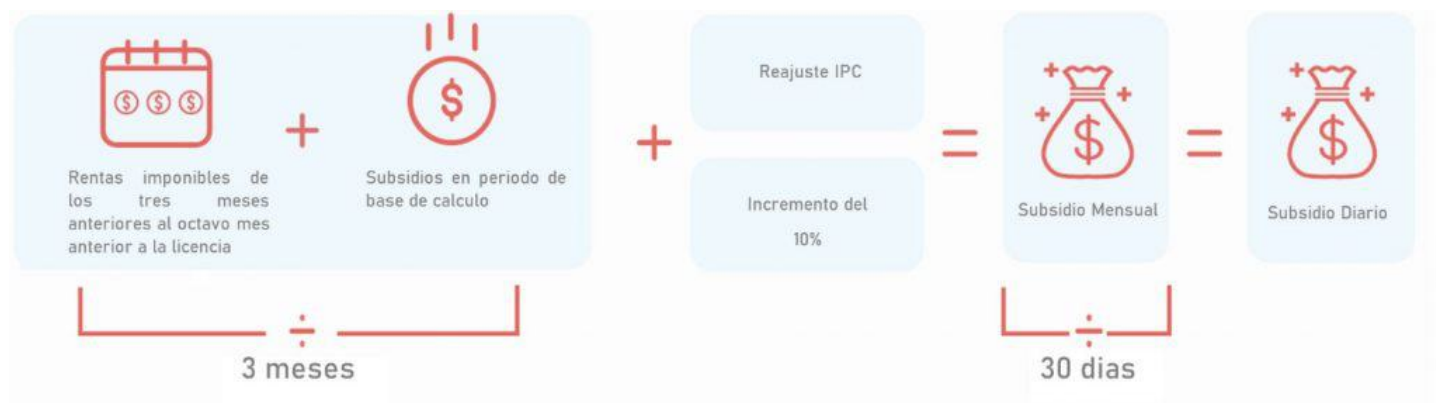 Rentas imponibles de
los tres meses
anteriores al octavo mes
anterior a la licencia
Subsidios en periodo de
base de calculo
Reajuste IPC
Incremento del
10%
Subsidio Mensual
Subsidio Diario
3 meses
30 dias